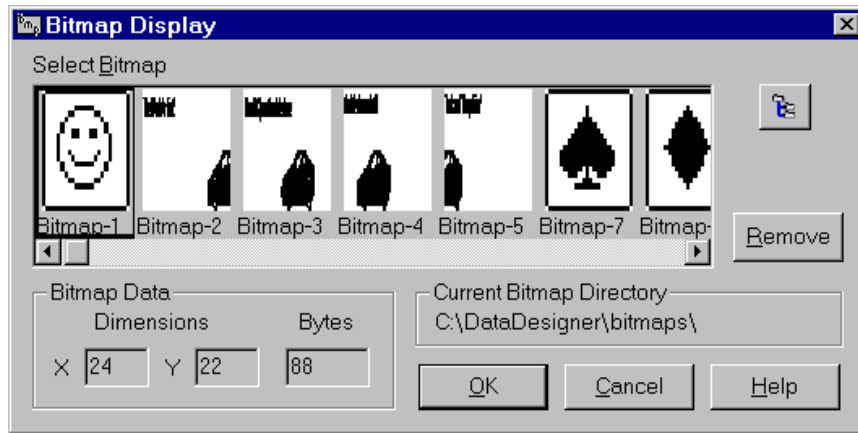 Bitmap Display
Select Bitmap
Bitmap-1 Bitmap-2 Bitmap-3 Bitmap-4 Bitmap-5 Bitmap-7 Bitmap-
Remove
Bitmap Data
Dimensions Bytes
X 24 Y 22 88
Current Bitmap Directory
C:\DataDesigner\bitmaps\
OK Cancel Help